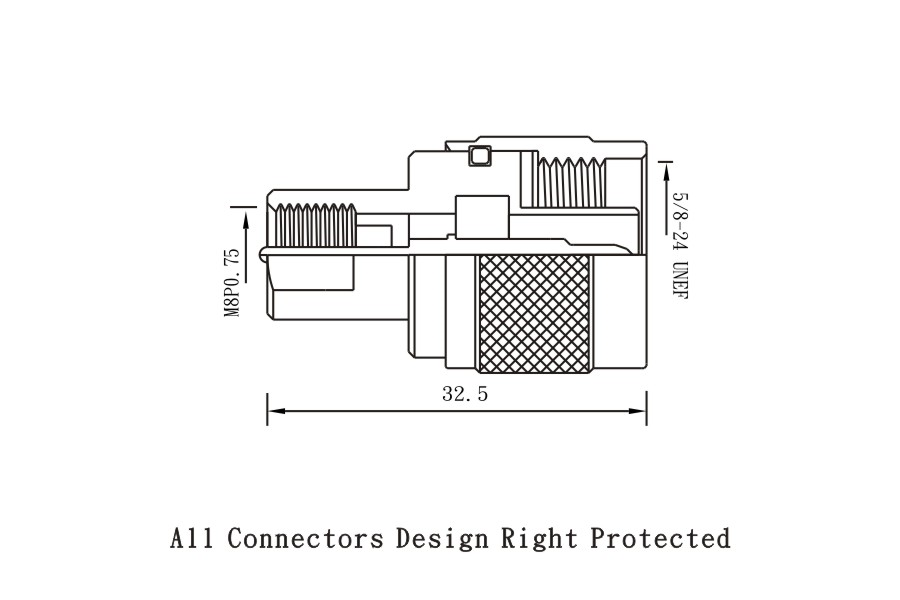 5/8-24 UNEF
M8P0.75
32.5
All Connectors Design Right Protected